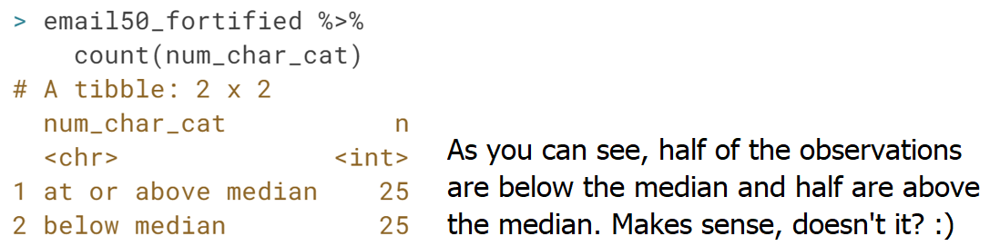 > email50_fortified %>%
count(num_char_cat)
# A tibble: 2 x 2
num_char_cat n
<chr> <int>
1 at or above median 25
2 below median 25
As you can see, half of the observations
are below the median and half are above
the median. Makes sense, doesn't it? :)